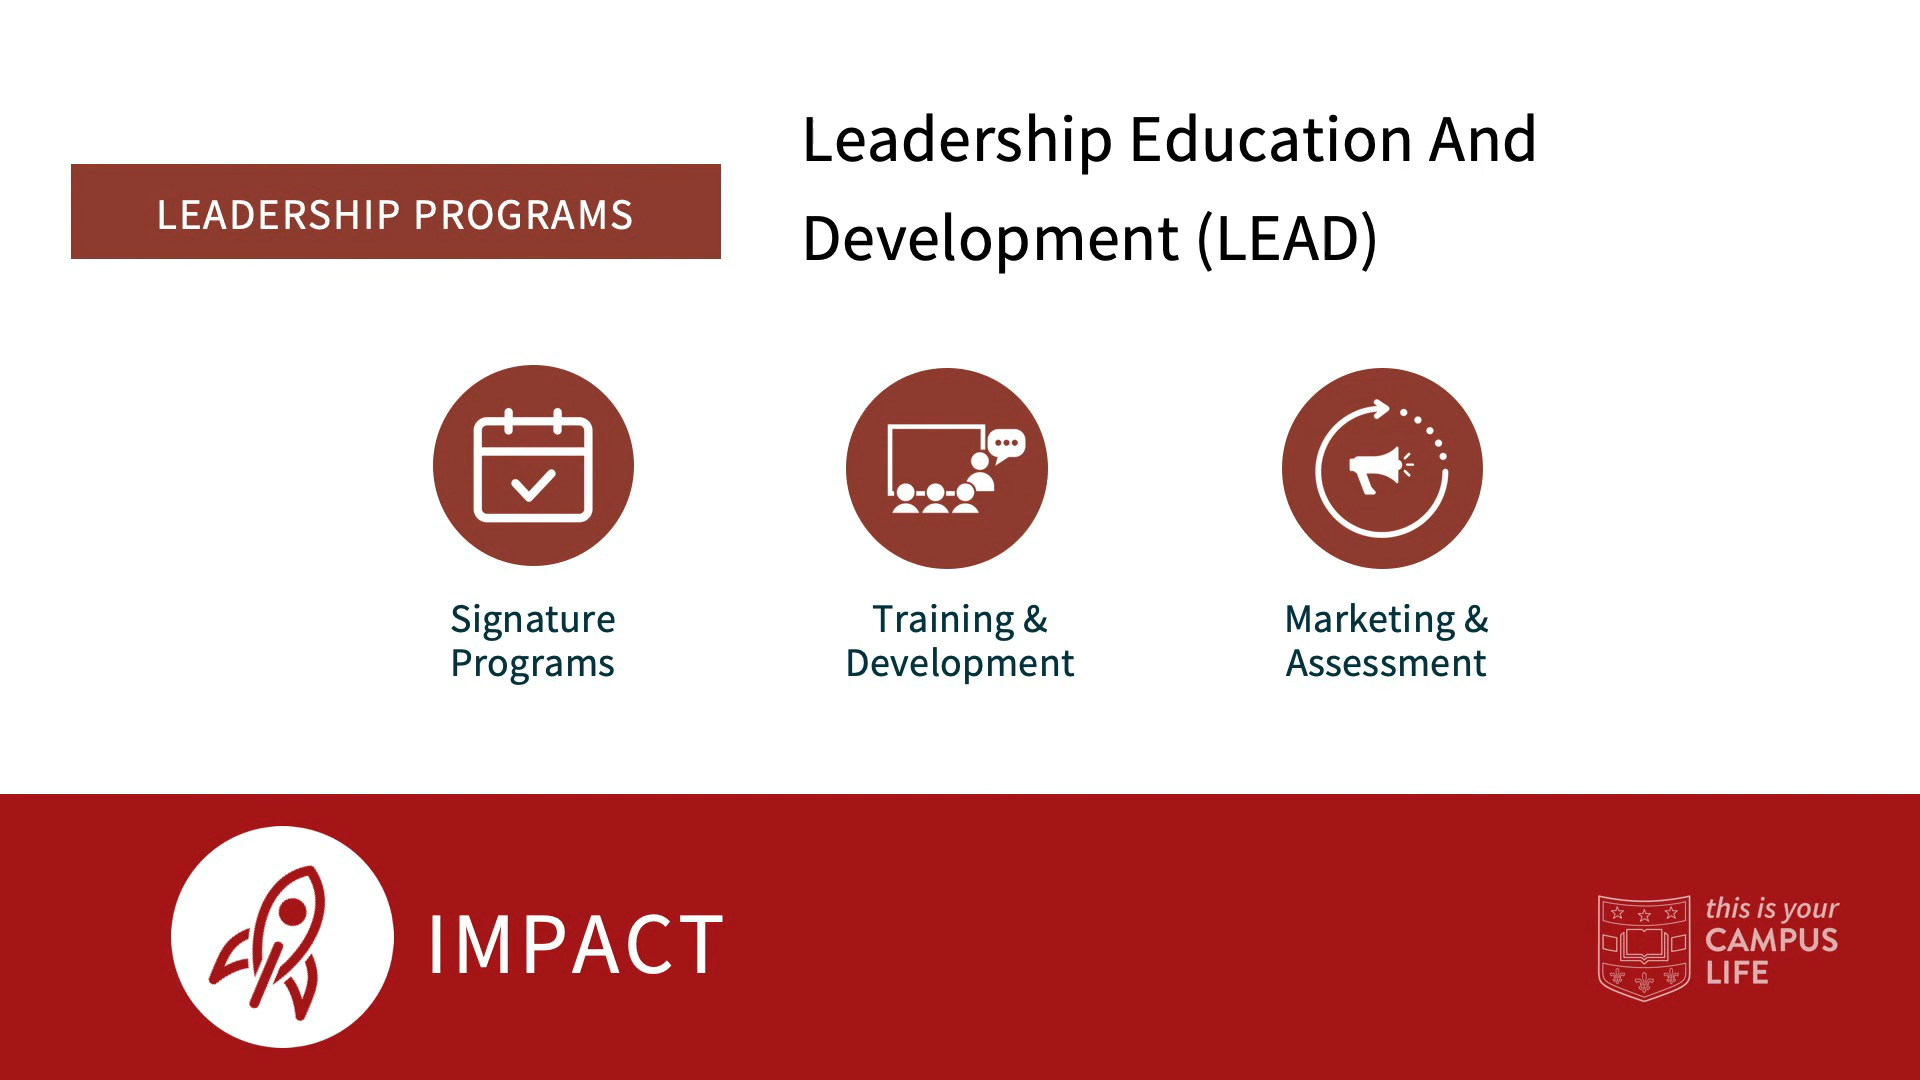 LEADERSHIP PROGRAMS
Leadership Education And
Development (LEAD)
Signature
Programs
Training &
Development
Marketing &
Assessment
IMPACT
this is your
CAMPUS
LIFE